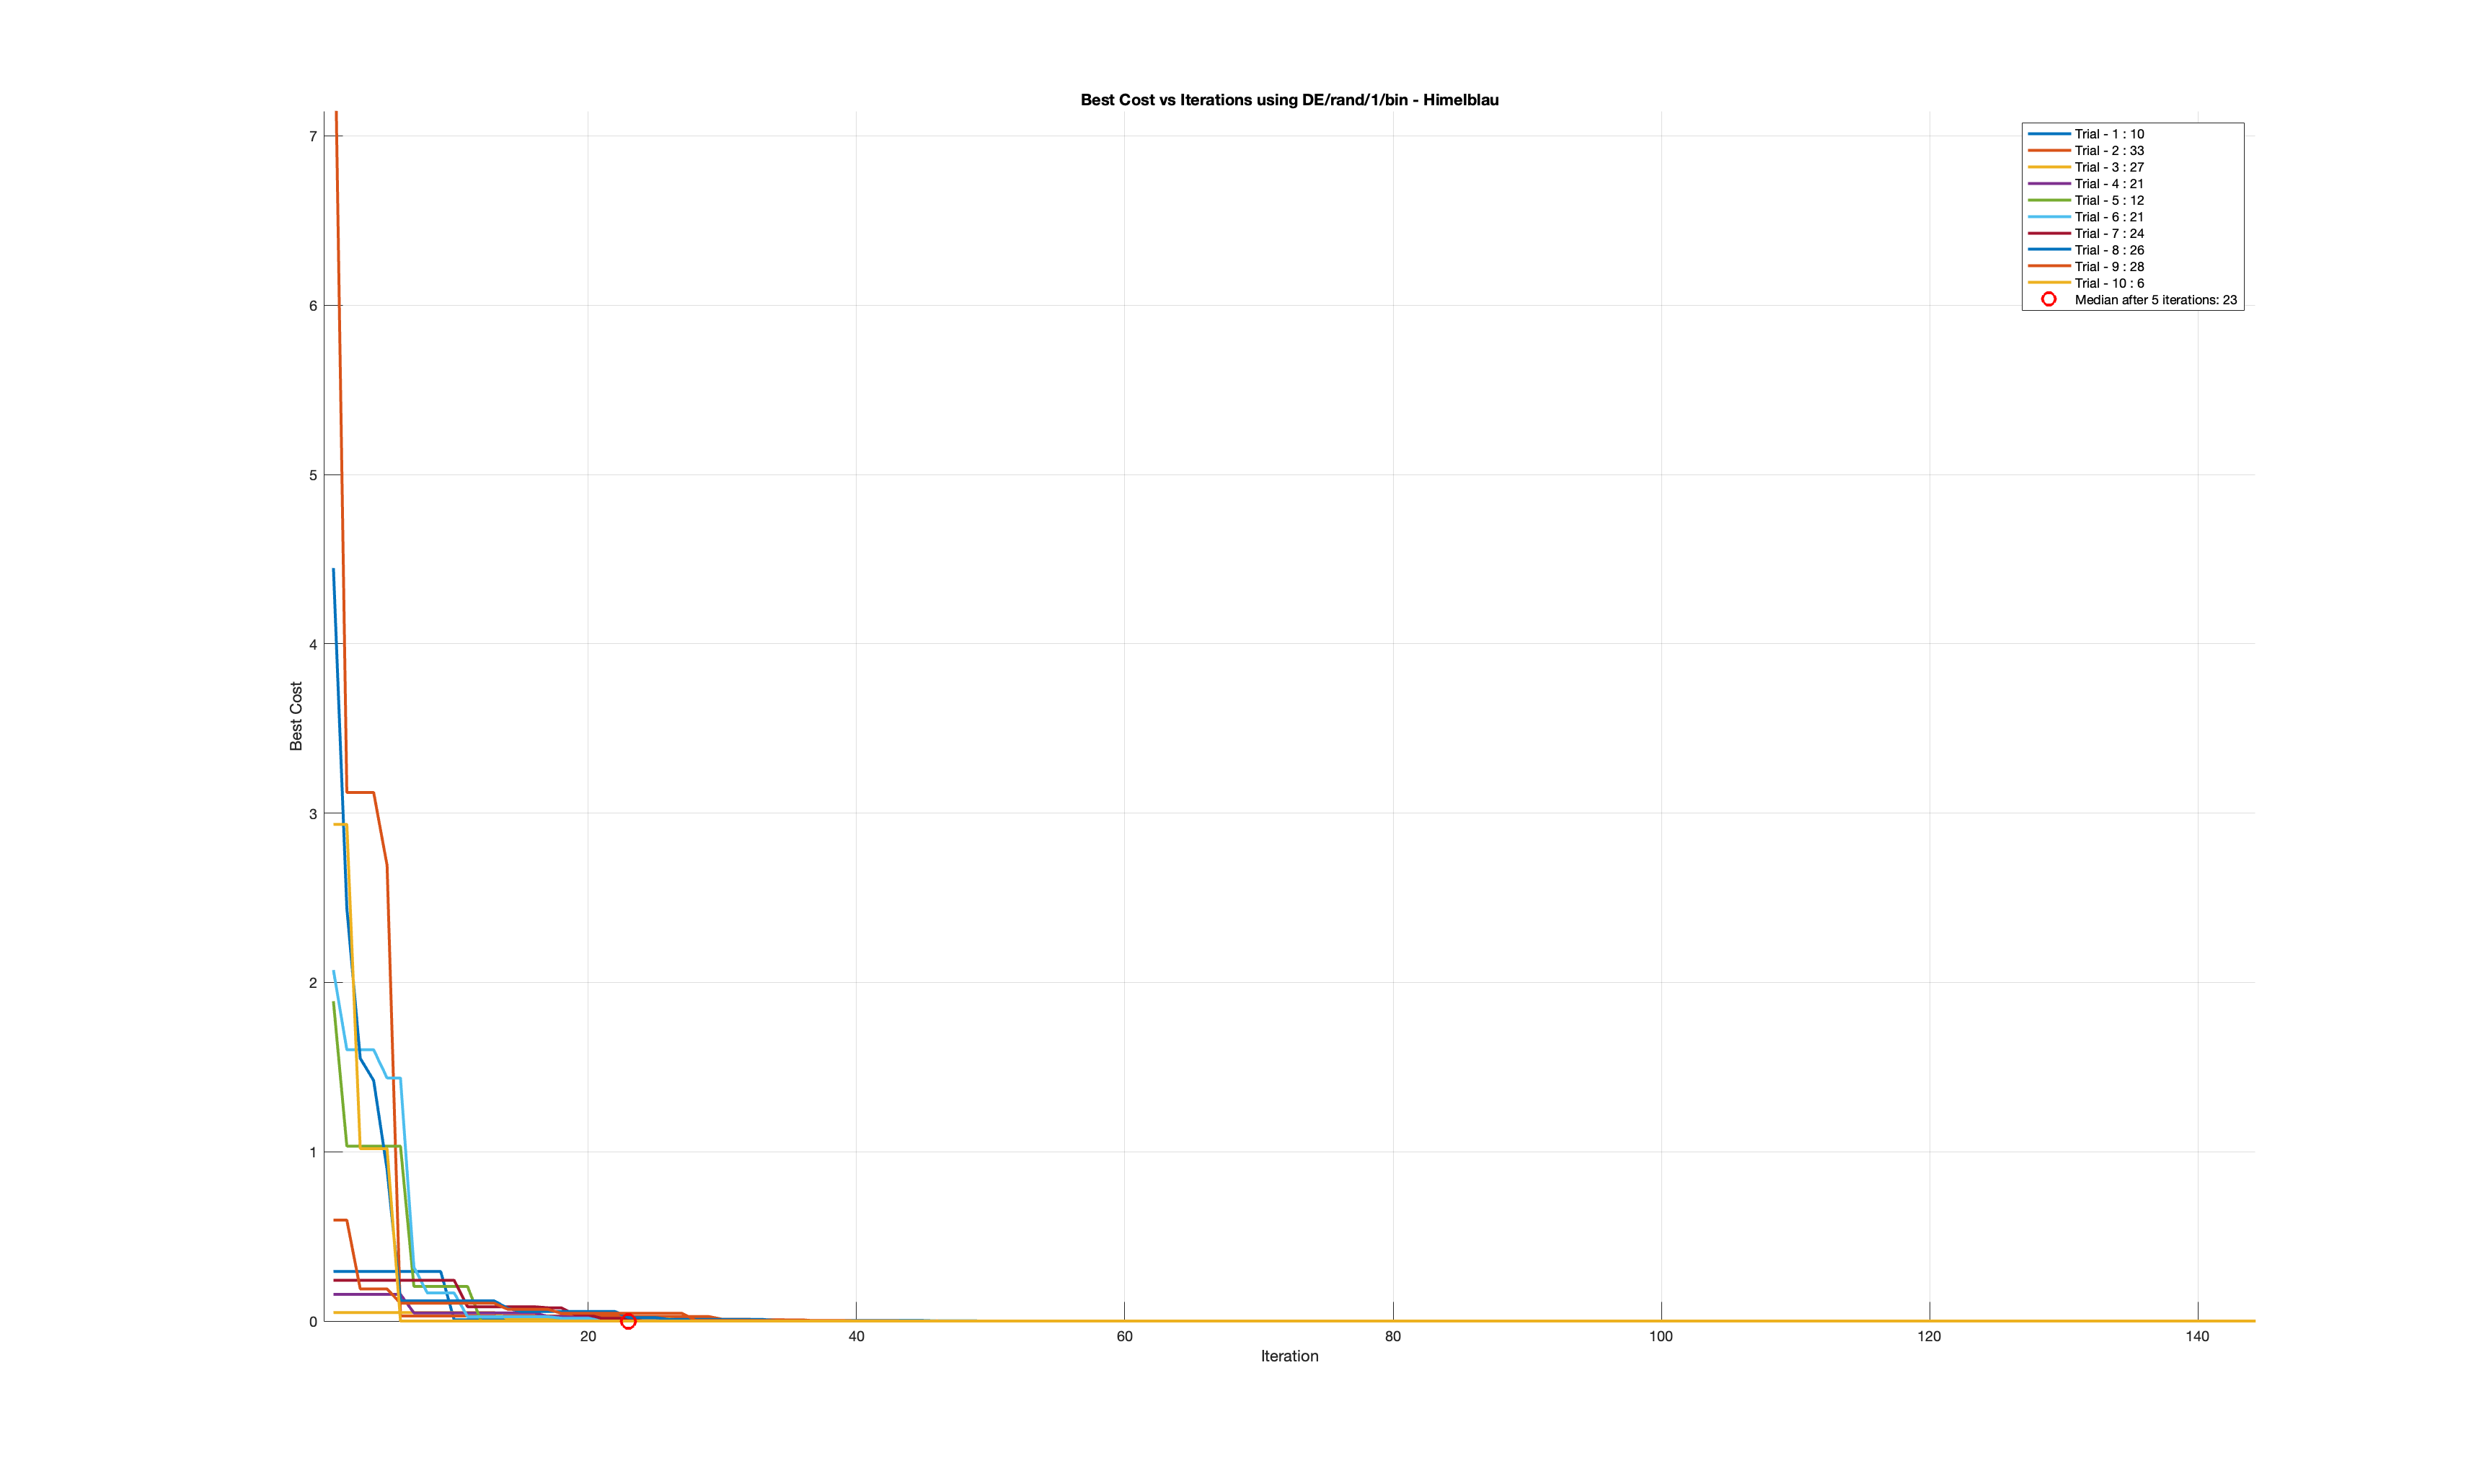 Best Cost vs Iterations using DE/rand/1/bin - Himelblau
7
6
5
4
3
2
1
0
Best Cost
20
40
60
80
100
120
140
Iteration
Trial - 1 : 10
Trial - 2 : 33
Trial - 3 : 27
Trial - 4 : 21
Trial - 5 : 12
Trial - 6 : 21
Trial - 7 : 24
Trial - 8 : 26
Trial - 9 : 28
Trial - 10 : 6
Median after 5 iterations: 23